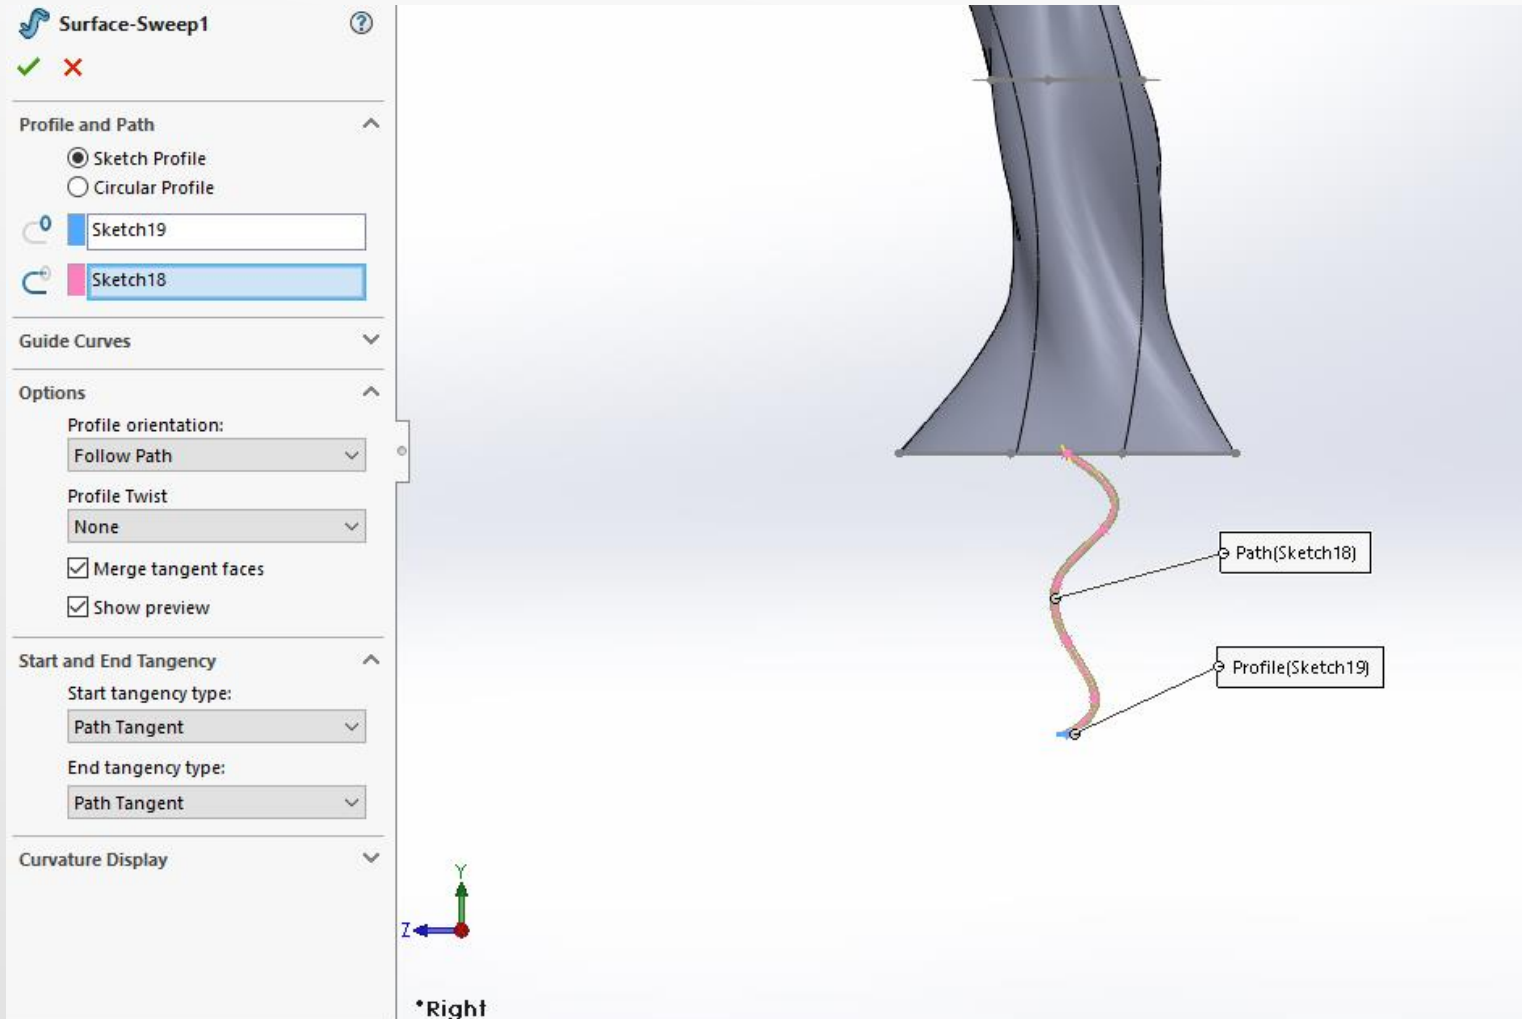 Surface-Sweep1
Profile and Path
Sketch Profile
Circular Profile
Sketch19
Sketch18
Guide Curves
Options
Profile orientation:
Follow Path
Profile Twist
None
Merge tangent faces
Show preview
Start and End Tangency
Start tangency type:
Path Tangent
End tangency type:
Path Tangent
Curvature Display
Path(Sketch18)
Profile(Sketch19)
Y
Z
*Right